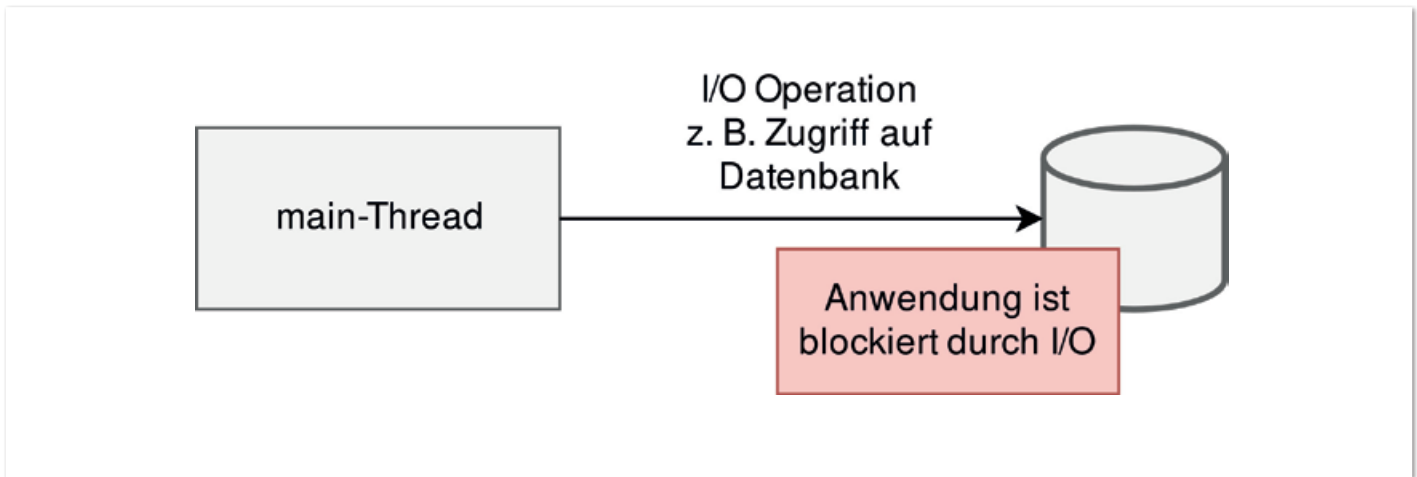 I/O Operation
z. B. Zugriff auf
Datenbank
main-Thread
Anwendung ist
blockiert durch I/O